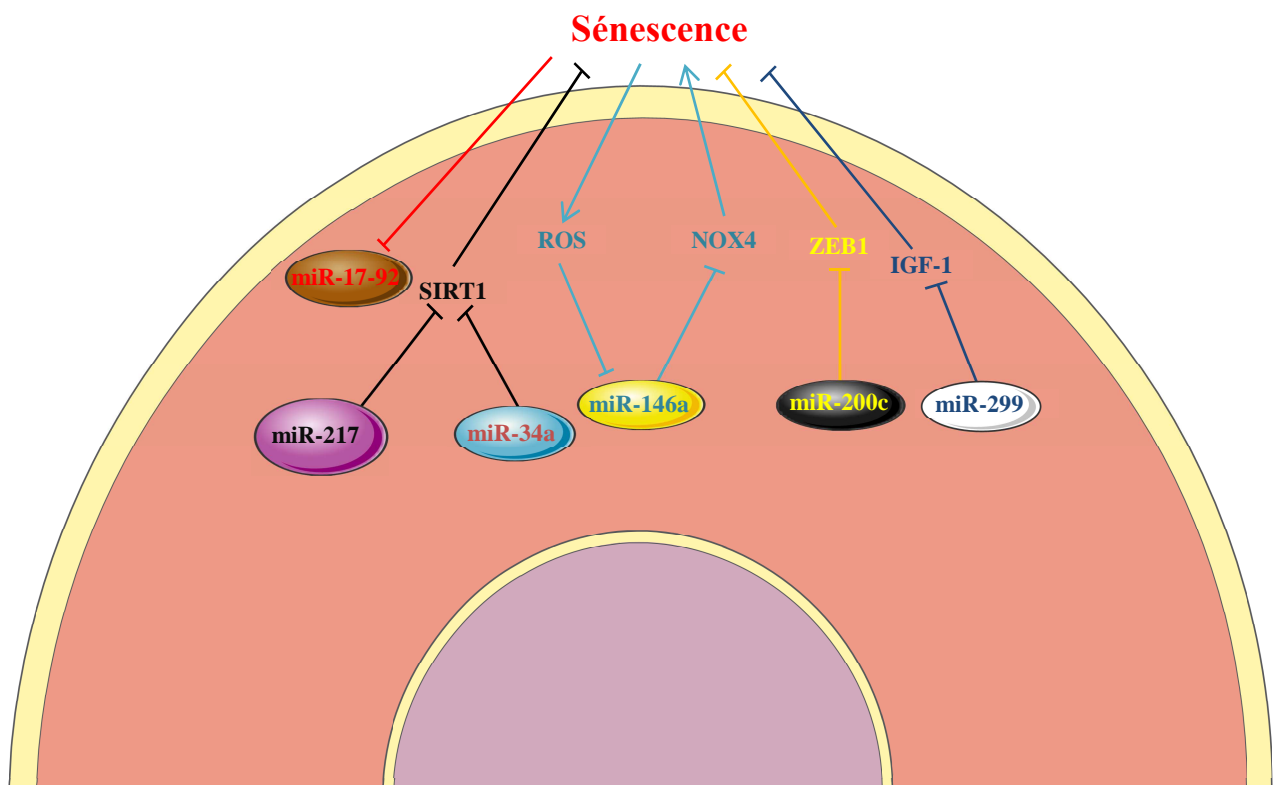 Sénescence
ROS
NOX4
ZEB1
IGF-1
miR-17-92
SIRT1
miR-217
miR-34a
miR-146a
miR-200c
miR-299